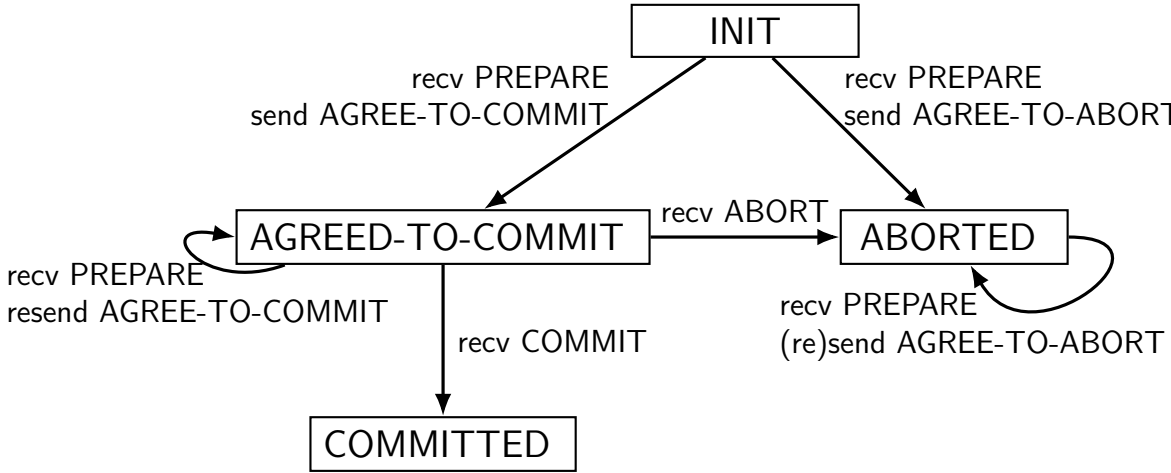 INIT
recv PREPARE
send AGREE-TO-COMMIT
recv PREPARE
send AGREE-TO-ABORT
AGREED-TO-COMMIT
recv ABORT
ABORTED
recv PREPARE
resend AGREE-TO-COMMIT
recv PREPARE
(re)send AGREE-TO-ABORT
recv COMMIT
COMMITTED